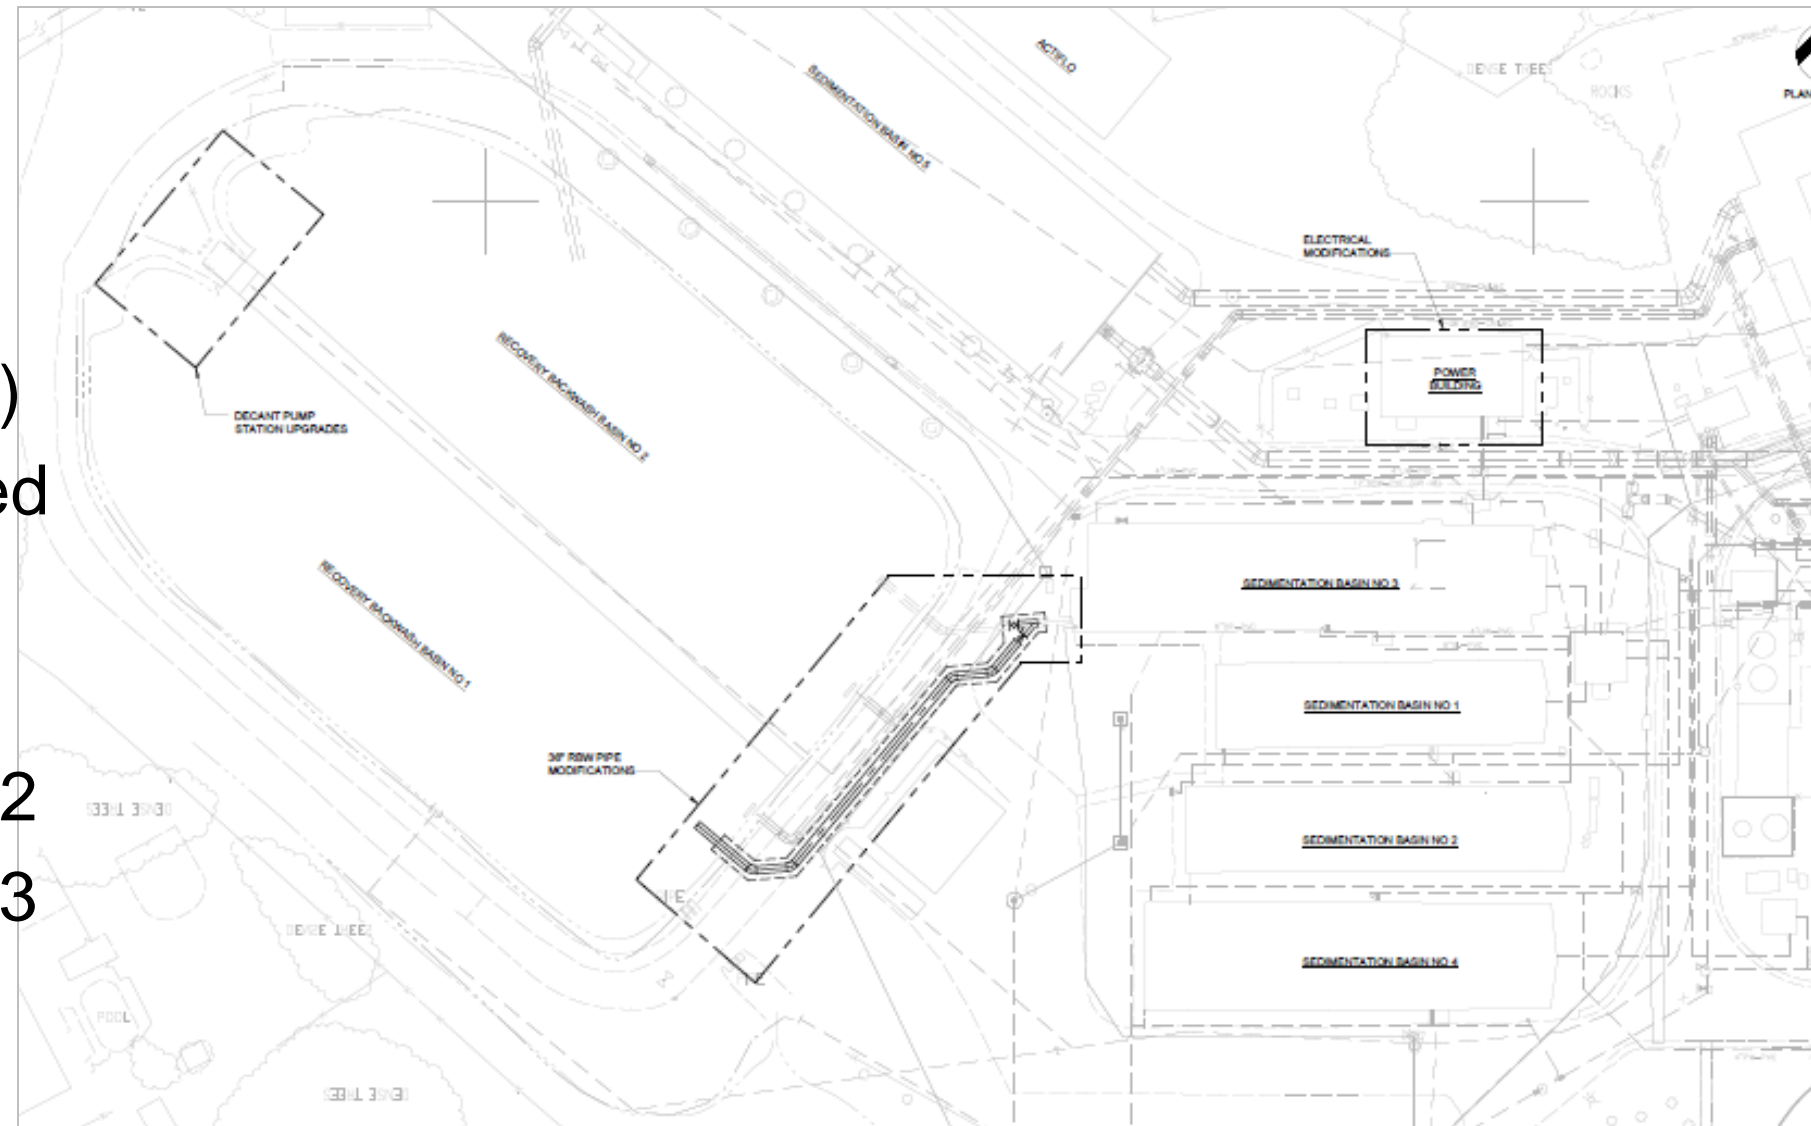 ACTIFLO
SEDIMENTATION BASIN NO 5
DENSE TREES
ROCKS
PLAN
ELECTRICAL
MODIFICATIONS
POWER
BUILDING
)
DECANT PUMP
STATION UPGRADES
RECOVERY BACKWASH BASIN NO 2
ed
RECOVERY BACKWASH BASIN NO 1
SEDIMENTATION BASIN NO 3
SEDIMENTATION BASIN NO 1
36" RBW PIPE
MODIFICATIONS
2
DENSE TREES
SEDIMENTATION BASIN NO 2
3
DENSE TREES
SEDIMENTATION BASIN NO 4
POOL
DENSE TREES